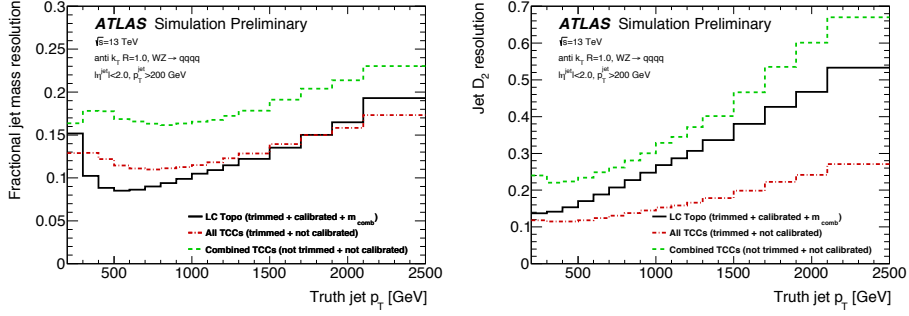 Fractional jet mass resolution
0.3
0.25
0.2
0.15
0.1
0.05
0
ATLAS Simulation Preliminary
√s=13 TeV
anti k_T R=1.0, WZ → qqqq
|η^jet|<2.0, p_T^jet>200 GeV
LC Topo (trimmed + calibrated + m_comb)
All TCCs (trimmed + not calibrated)
Combined TCCs (not trimmed + not calibrated)
500 1000 1500 2000 2500
Truth jet p_T [GeV]
Jet D_2 resolution
0.7
0.6
0.5
0.4
0.3
0.2
0.1
0
ATLAS Simulation Preliminary
√s=13 TeV
anti k_T R=1.0, WZ → qqqq
|η^jet|<2.0, p_T^jet>200 GeV
LC Topo (trimmed + calibrated + m_comb)
All TCCs (trimmed + not calibrated)
Combined TCCs (not trimmed + not calibrated)
500 1000 1500 2000 2500
Truth jet p_T [GeV]